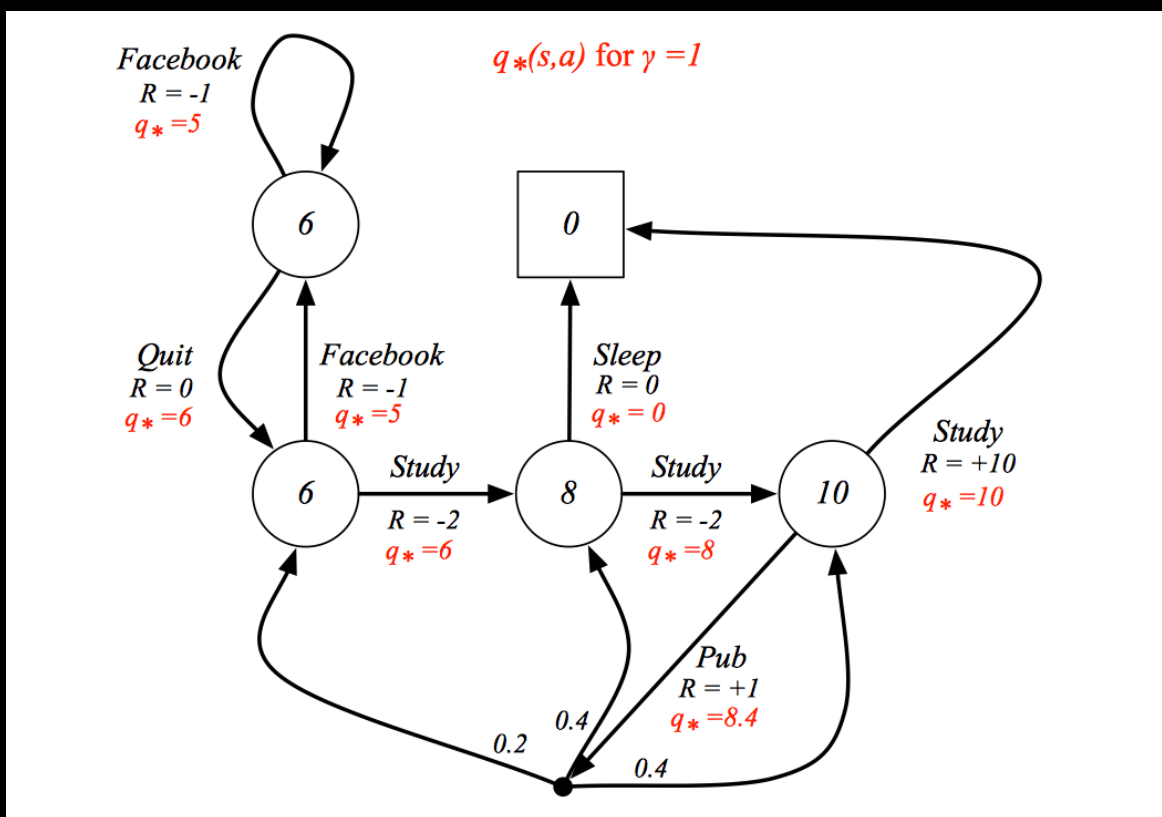 q*(s,a) for γ =1
Facebook
R = -1
q* =5
6
0
Quit
R = 0
q* =6
Facebook
R = -1
q* =5
Sleep
R = 0
q* = 0
Study
R = +10
q* =10
6
Study
R = -2
q* =6
8
Study
R = -2
q* =8
10
Pub
R = +1
q* =8.4
0.2
0.4
0.4